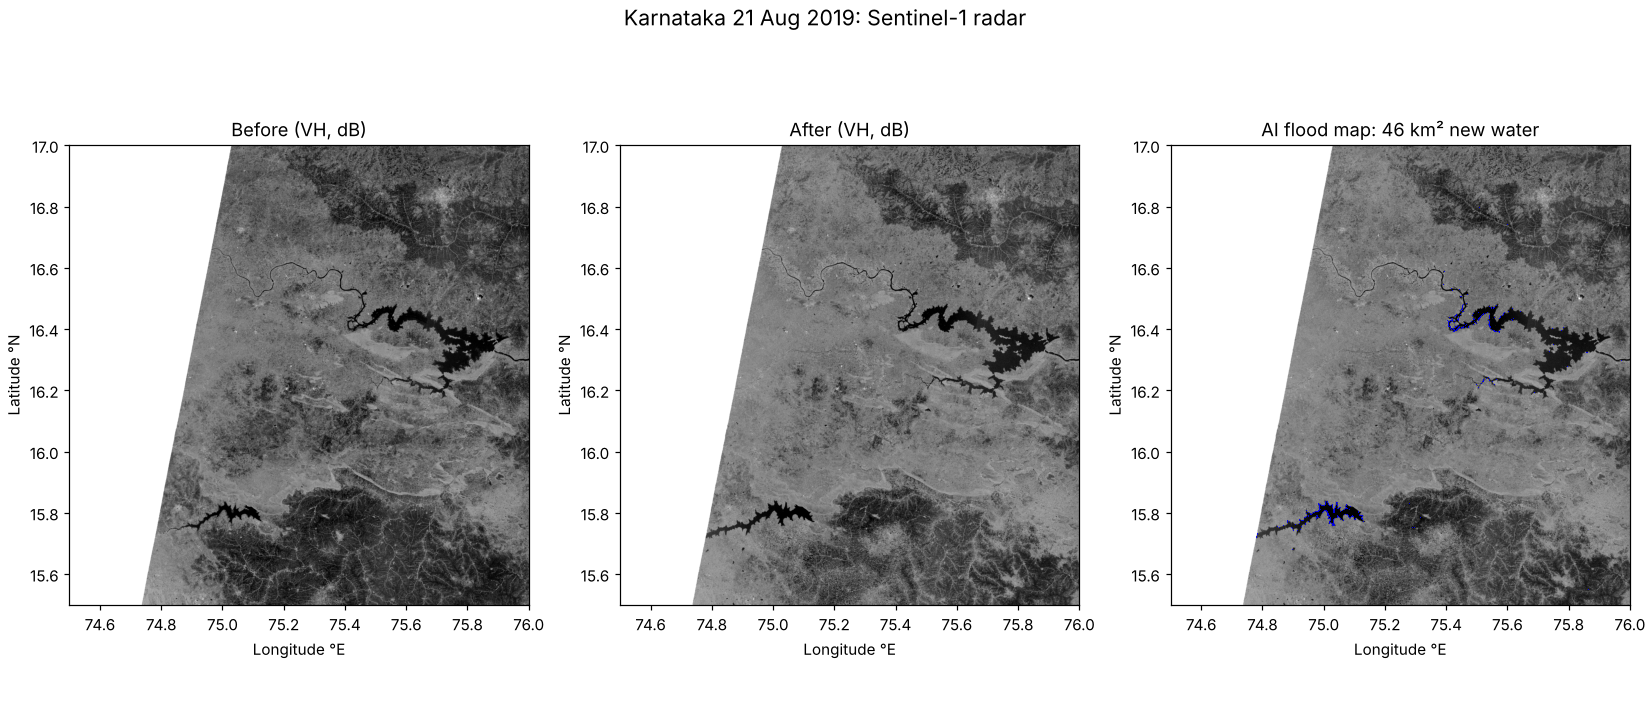 Karnataka 21 Aug 2019: Sentinel-1 radar
Before (VH, dB)
17.0
16.8
16.6
16.4
16.2
16.0
15.8
15.6
Latitude °N
74.6 74.8 75.0 75.2 75.4 75.6 75.8 76.0
Longitude °E
After (VH, dB)
17.0
16.8
16.6
16.4
16.2
16.0
15.8
15.6
Latitude °N
74.6 74.8 75.0 75.2 75.4 75.6 75.8 76.0
Longitude °E
AI flood map: 46 km² new water
17.0
16.8
16.6
16.4
16.2
16.0
15.8
15.6
Latitude °N
74.6 74.8 75.0 75.2 75.4 75.6 75.8 76.0
Longitude °E